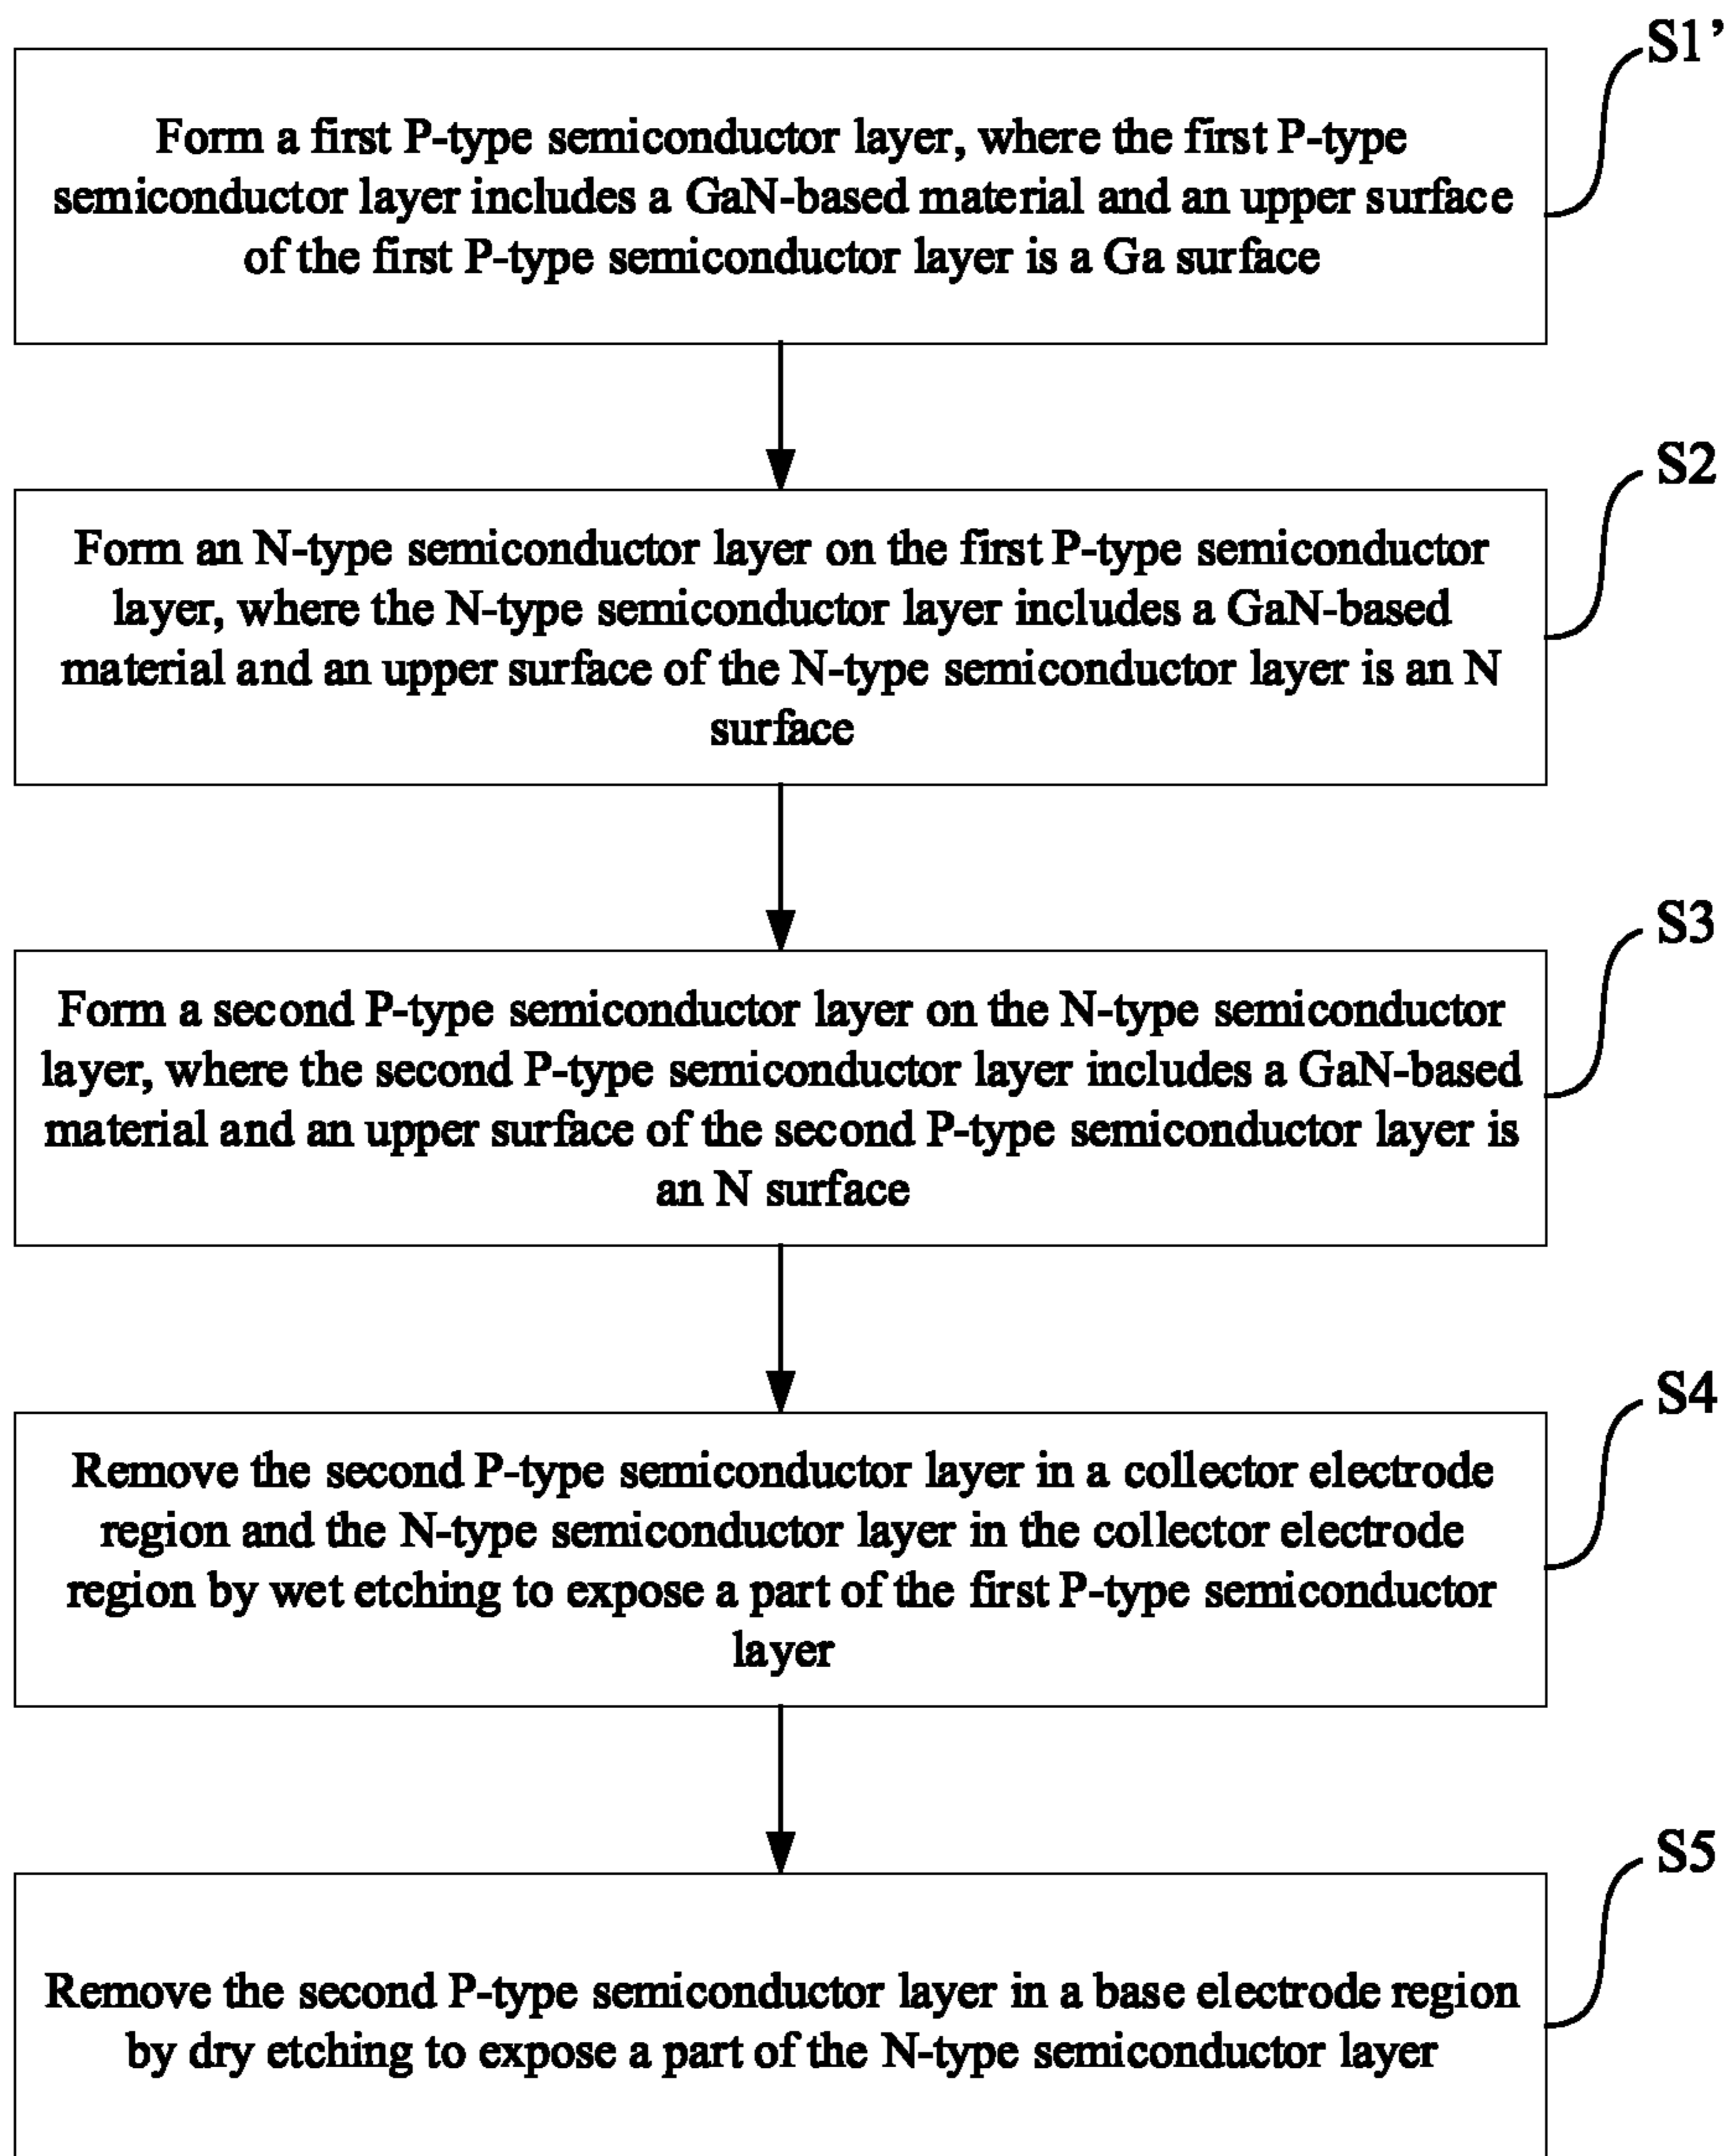 S1’
Form a first P-type semiconductor layer, where the first P-type
semiconductor layer includes a GaN-based material and an upper surface
of the first P-type semiconductor layer is a Ga surface
S2
Form an N-type semiconductor layer on the first P-type semiconductor
layer, where the N-type semiconductor layer includes a GaN-based
material and an upper surface of the N-type semiconductor layer is an N
surface
S3
Form a second P-type semiconductor layer on the N-type semiconductor
layer, where the second P-type semiconductor layer includes a GaN-based
material and an upper surface of the second P-type semiconductor layer is
an N surface
S4
Remove the second P-type semiconductor layer in a collector electrode
region and the N-type semiconductor layer in the collector electrode
region by wet etching to expose a part of the first P-type semiconductor
layer
S5
Remove the second P-type semiconductor layer in a base electrode region
by dry etching to expose a part of the N-type semiconductor layer